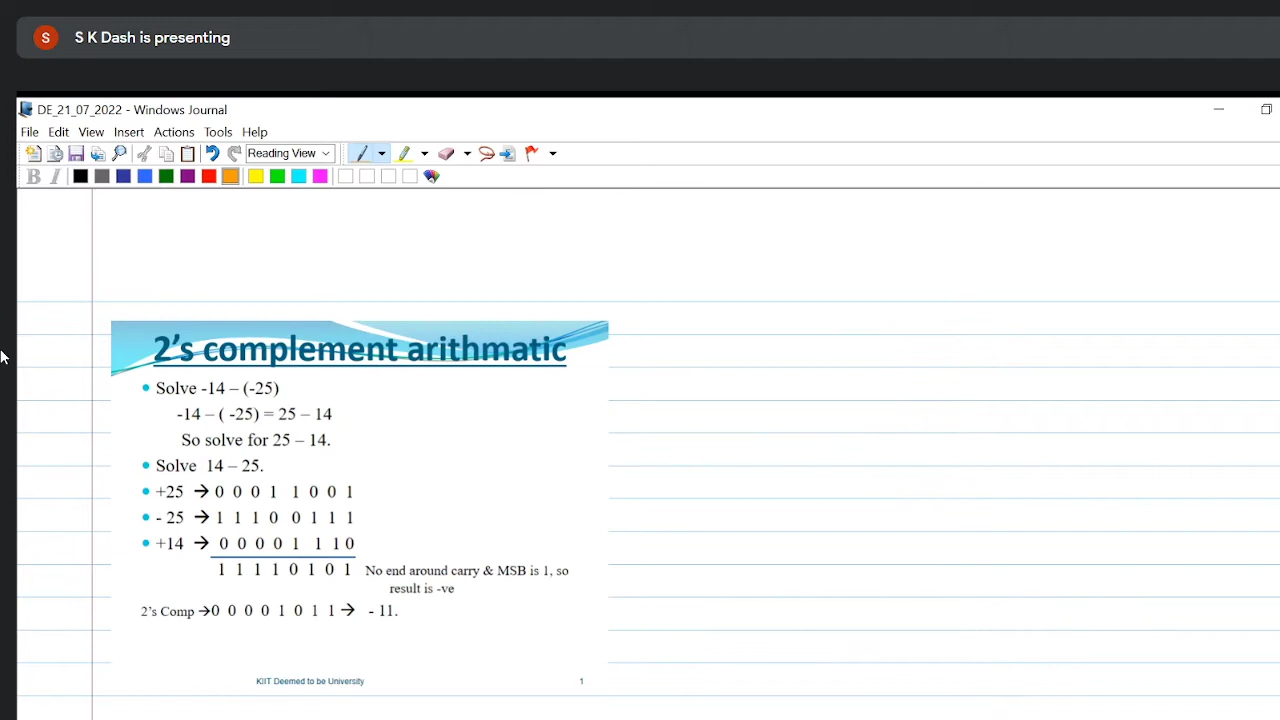 S
S K Dash is presenting
DE_21_07_2022 - Windows Journal
File Edit View Insert Actions Tools Help
Reading View
B I
2's complement arithmatic
• Solve -14 – (-25)
-14 – ( -25) = 25 – 14
So solve for 25 – 14.
• Solve 14 – 25.
• +25 → 0 0 0 1 1 0 0 1
• - 25 → 1 1 1 0 0 1 1 1
• +14 → 0 0 0 0 1 1 1 0
1 1 1 1 0 1 0 1 No end around carry & MSB is 1, so
result is -ve
2's Comp → 0 0 0 0 1 0 1 1 → - 11.
KIIT Deemed to be University 1